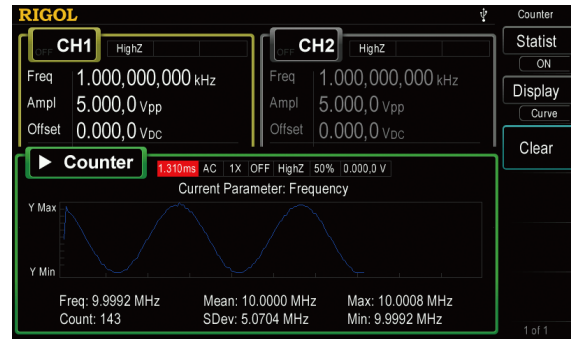 RIGOL
Counter
OFF CH1 HighZ
OFF CH2 HighZ
Statist
ON
Freq 1.000,000,000 kHz
Freq 1.000,000,000 kHz
Display
Curve
Ampl 5.000,0 Vpp
Ampl 5.000,0 Vpp
Offset 0.000,0 VDC
Offset 0.000,0 VDC
Clear
Counter 1.310ms AC 1X OFF HighZ 50% 0.000,0 V
Current Parameter: Frequency
Y Max
Y Min
Freq: 9.9992 MHz Mean: 10.0000 MHz Max: 10.0008 MHz
Count: 143 SDev: 5.0704 MHz Min: 9.9992 MHz
1 of 1